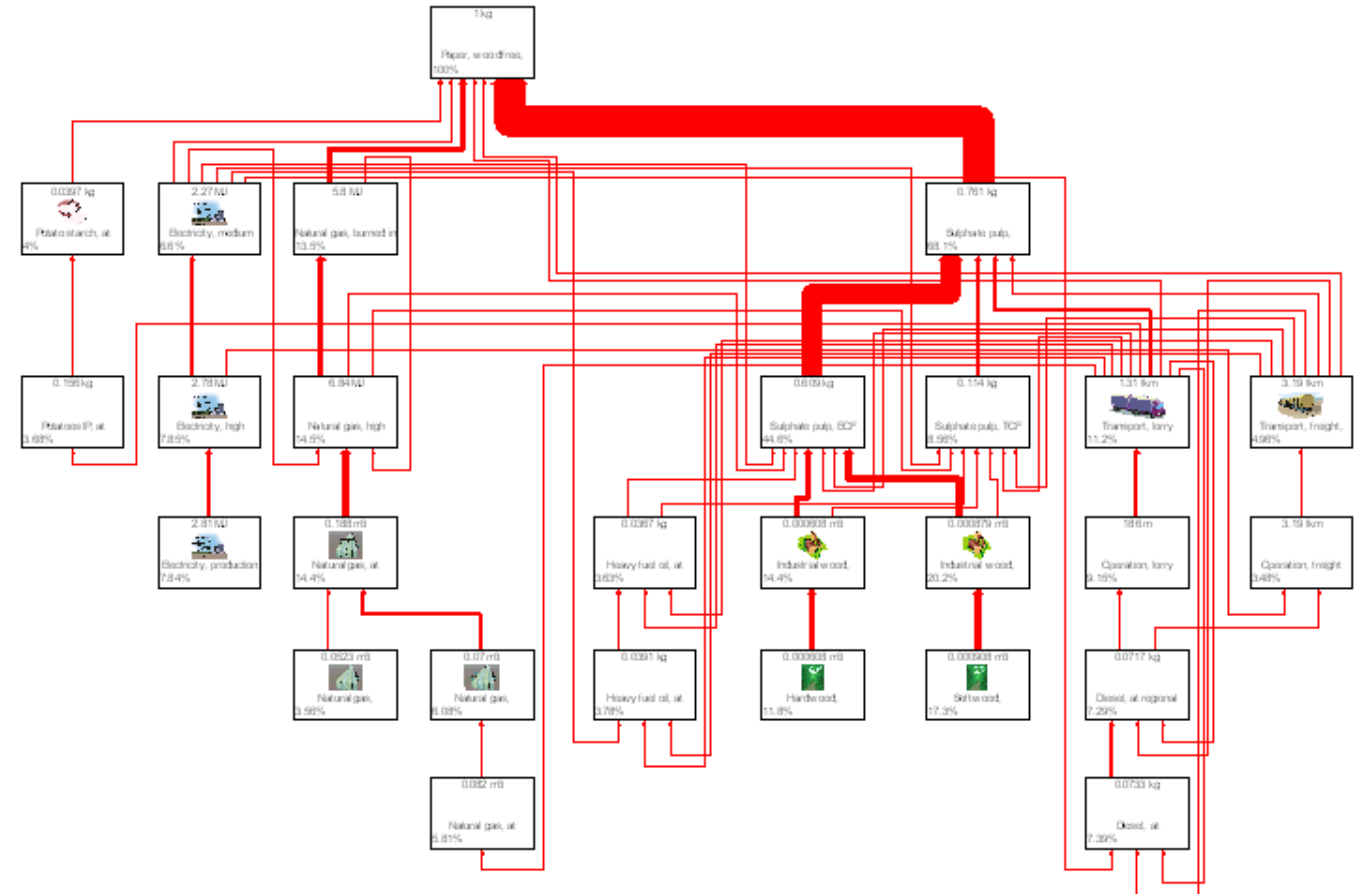 1 kg
Paper, woodfree,
100%
0.0397 kg
Potato starch, at
4%
2.27 MJ
Electricity, medium
6.6%
5.8 MJ
Natural gas, burned in
13.5%
0.761 kg
Sulphate pulp,
68.1%
0.156 kg
Potatoes IP, at
3.68%
2.78 MJ
Electricity, high
7.85%
6.84 MJ
Natural gas, high
14.5%
0.609 kg
Sulphate pulp, ECF
44.6%
0.114 kg
Sulphate pulp, TCF
8.56%
Transport, lorry
11.2%
3.19 tkm
Transport, freight,
4.96%
2.81 MJ
Electricity, production
7.84%
0.188 m3
Natural gas, at
14.4%
0.0367 kg
Heavy fuel oil, at
3.63%
0.000608 m3
Industrial wood,
14.4%
0.000879 m3
Industrial wood,
20.2%
Operation, lorry
9.15%
3.19 tkm
Operation, freight
3.48%
0.0523 m3
Natural gas,
3.56%
0.07 m3
Natural gas,
6.08%
0.0391 kg
Heavy fuel oil, at
3.78%
0.000608 m3
Hardwood,
11.8%
0.000908 m3
Softwood,
17.3%
0.0717 kg
Diesel, at regional
7.29%
0.082 m3
Natural gas, at
5.81%
0.0733 kg
Diesel, at
7.39%